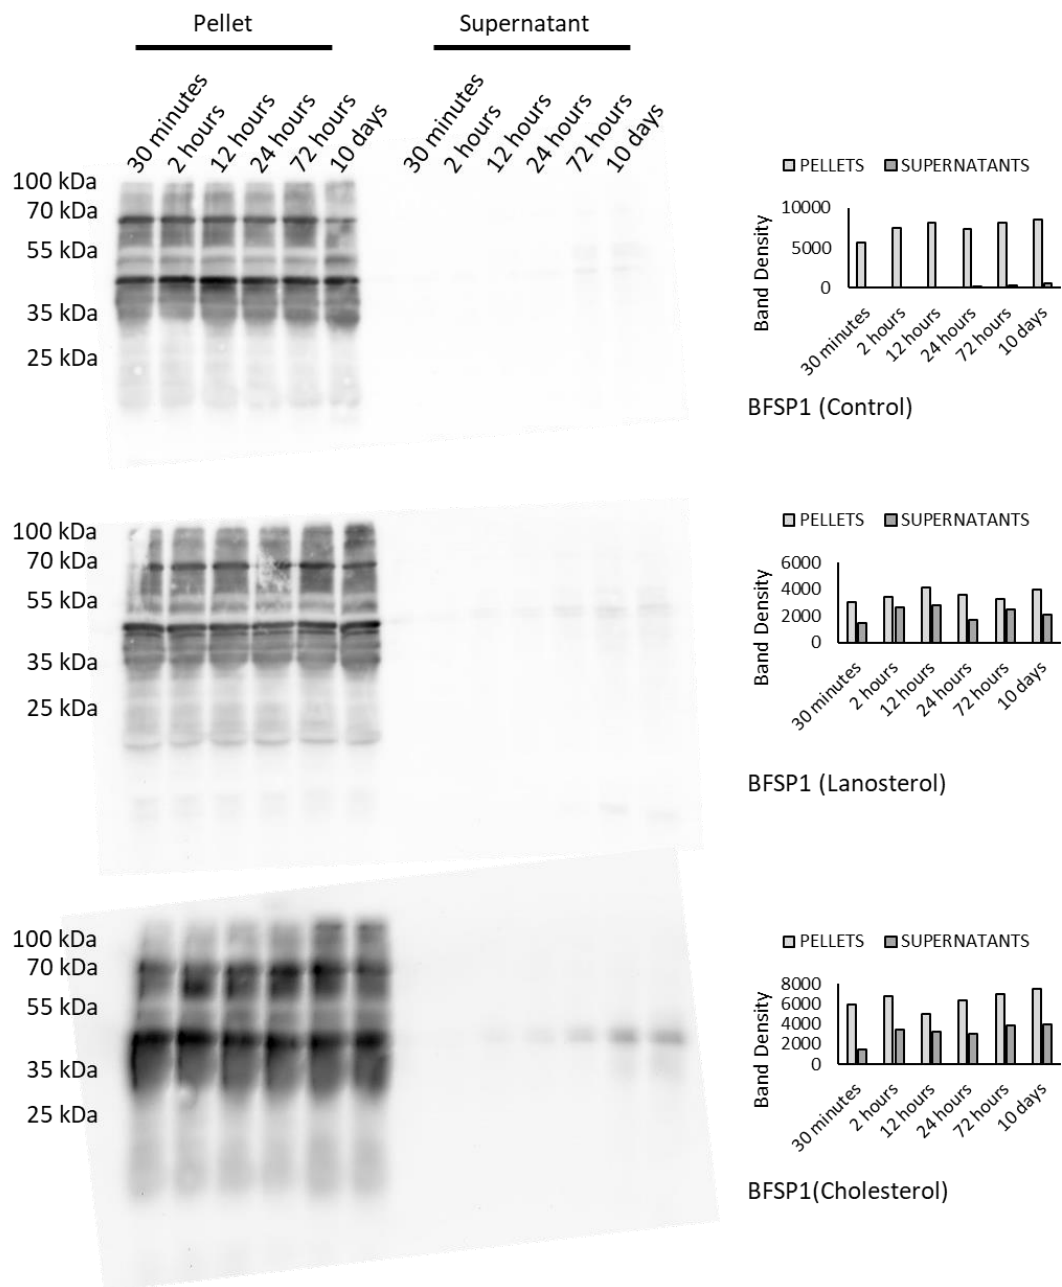 Pellet Supernatant
30 minutes 2 hours 12 hours 24 hours 72 hours 10 days 30 minutes 2 hours 12 hours 24 hours 72 hours 10 days
100 kDa
70 kDa
55 kDa
35 kDa
25 kDa
PELLETS SUPERNATANTS
Band Density
10000
5000
0
30 minutes 2 hours 12 hours 24 hours 72 hours 10 days
BFSP1 (Control)
100 kDa
70 kDa
55 kDa
35 kDa
25 kDa
PELLETS SUPERNATANTS
Band Density
6000
4000
2000
0
30 minutes 2 hours 12 hours 24 hours 72 hours 10 days
BFSP1 (Lanosterol)
100 kDa
70 kDa
55 kDa
35 kDa
25 kDa
PELLETS SUPERNATANTS
Band Density
8000
6000
4000
2000
0
30 minutes 2 hours 12 hours 24 hours 72 hours 10 days
BFSP1(Cholesterol)